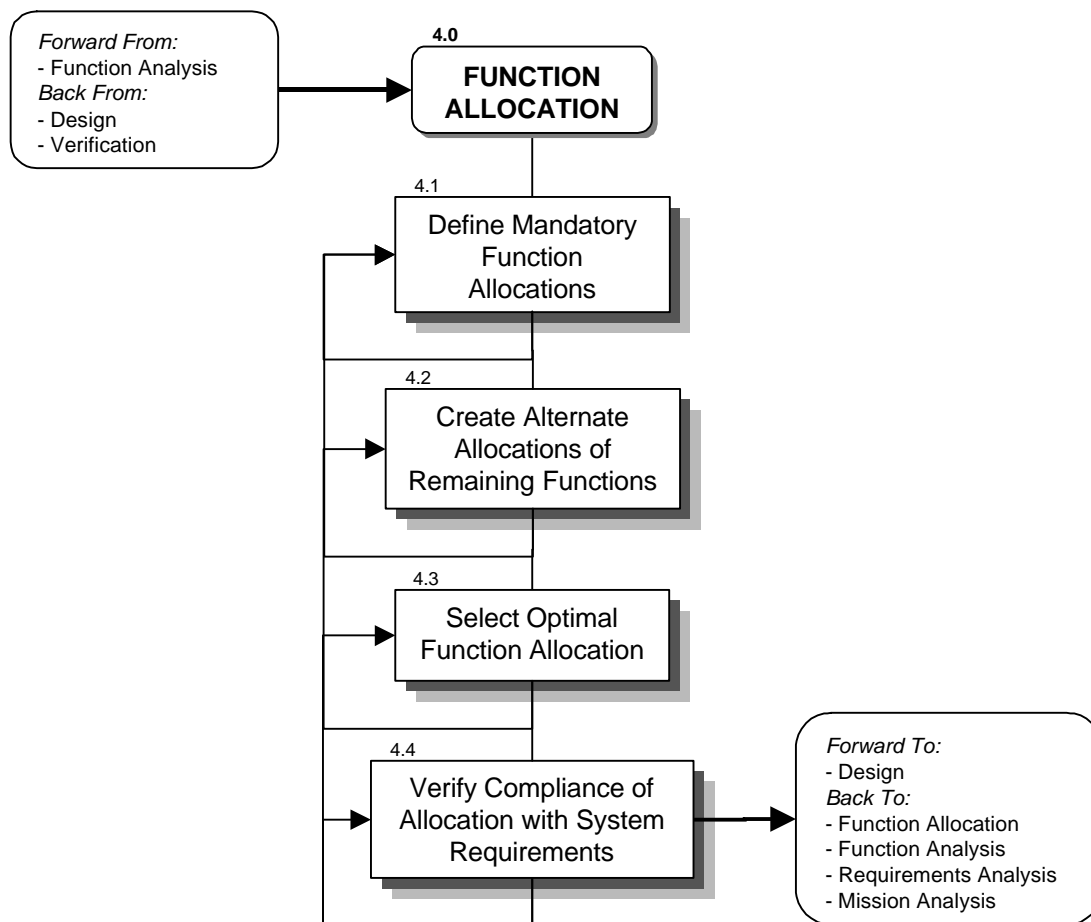 Forward From:
- Function Analysis
Back From:
- Design
- Verification
4.0
FUNCTION
ALLOCATION
4.1
Define Mandatory
Function
Allocations
4.2
Create Alternate
Allocations of
Remaining Functions
4.3
Select Optimal
Function Allocation
4.4
Verify Compliance of
Allocation with System
Requirements
Forward To:
- Design
Back To:
- Function Allocation
- Function Analysis
- Requirements Analysis
- Mission Analysis